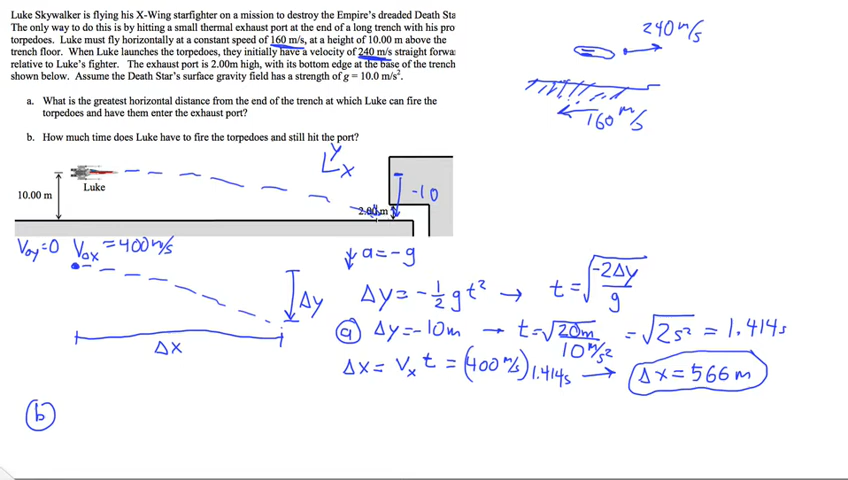 Luke Skywalker is flying his X-Wing starfighter on a mission to destroy the Empire's dreaded Death Sta
The only way to do this is by hitting a small thermal exhaust port at the end of a long trench with his pro
torpedoes. Luke must fly horizontally at a constant speed of 160 m/s, at a height of 10.00 m above the
trench floor. When Luke launches the torpedoes, they initially have a velocity of 240 m/s straight forwa
relative to Luke's fighter. The exhaust port is 2.00m high, with its bottom edge at the base of the trench
shown below. Assume the Death Star's surface gravity field has a strength of g = 10.0 m/s².
a. What is the greatest horizontal distance from the end of the trench at which Luke can fire the
torpedoes and have them enter the exhaust port?
b. How much time does Luke have to fire the torpedoes and still hit the port?
240 m/s
160 m/s
Y
X
10.00 m
Luke
2.00 m
-10
V₀y=0 V₀x=400 m/s
↓a=-g
Δy
Δx
Δy=-½gt² → t=√(-2Δy/g)
ⓐ Δy=-10m → t=√(20m/10 m/s²) =√2s² = 1.414s
Δx= Vx t = (400 m/s)1.414s → Δx=566 m
ⓑ